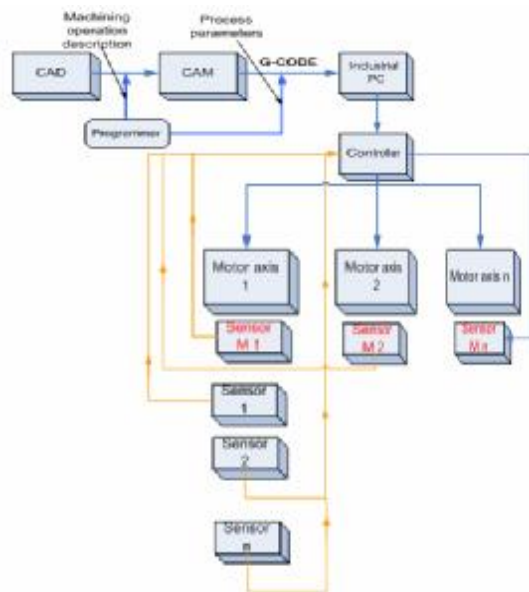 Machining
operation
description
Process
parameters
CAD
CAM
G-CODE
Industrial
PC
Programmer
Controller
Motor axis
1
Motor axis
2
Motor axis n
Sensor
M 1
Sensor
M 2
Sensor
M n
Sensor
1
Sensor
2
Sensor
n